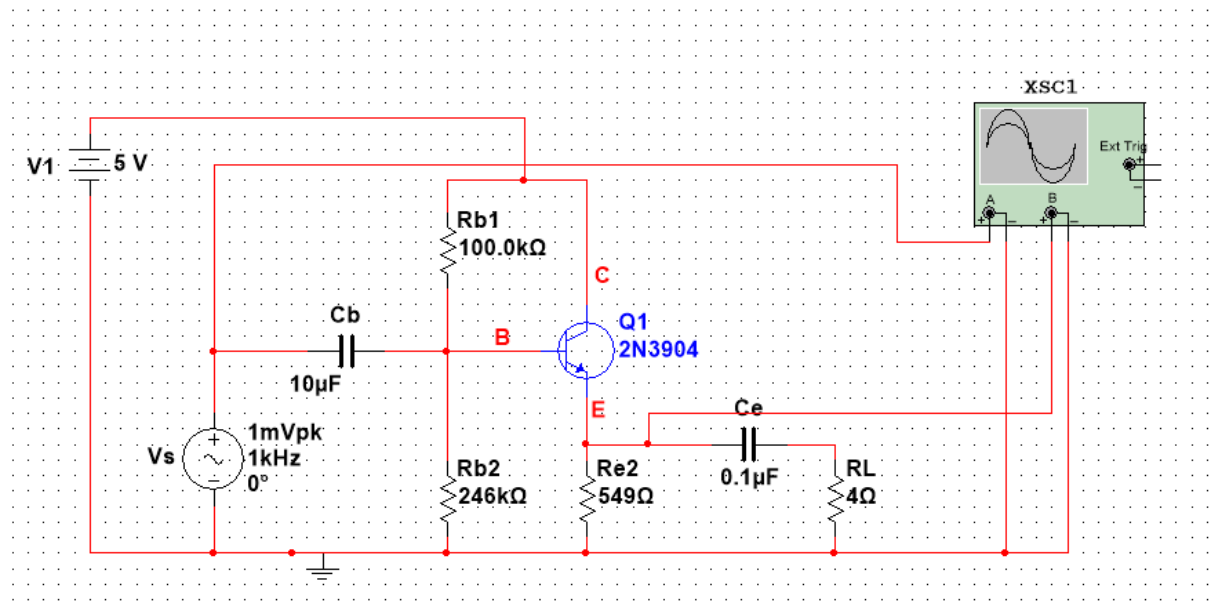 XSC1
Ext Trig
+
−
A
B
+
−
+
−
V1
5 V
Rb1
100.0kΩ
C
Cb
10µF
B
Q1
2N3904
E
Ce
0.1µF
Vs
+
−
1mVpk
1kHz
0°
Rb2
246kΩ
Re2
549Ω
RL
4Ω